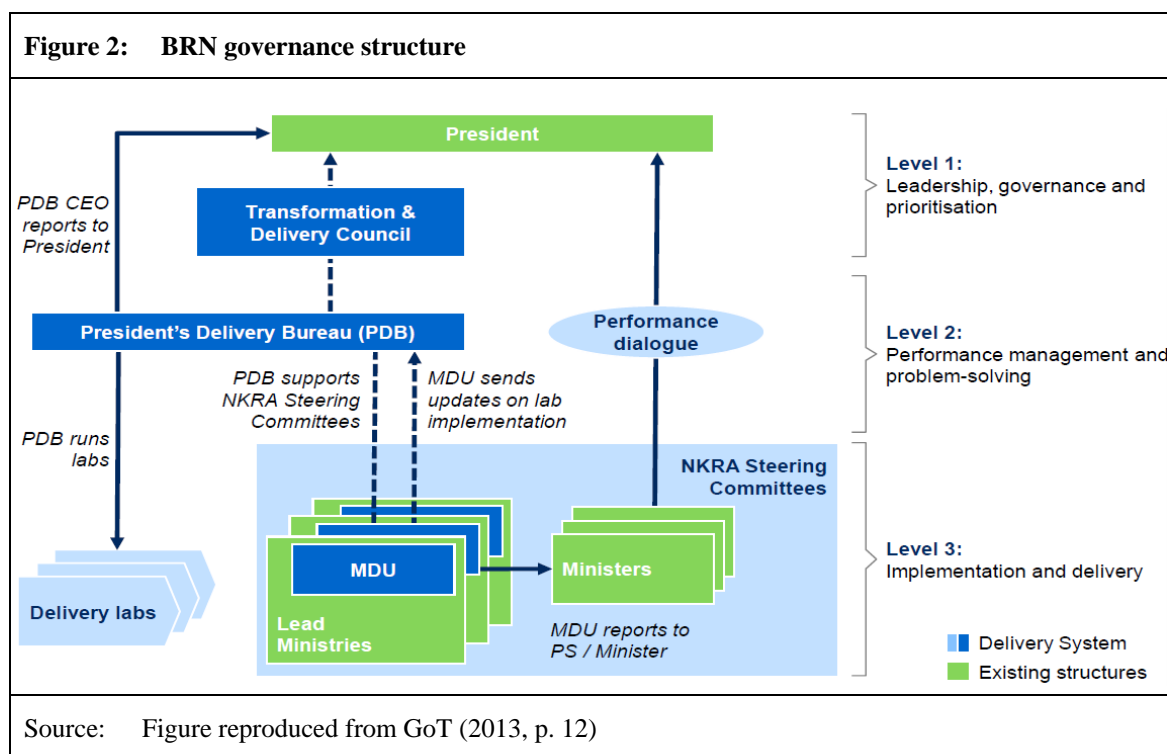 Figure 2: BRN governance structure
President
PDB CEO
reports to
President
Transformation &
Delivery Council
Level 1:
Leadership, governance and
prioritisation
President's Delivery Bureau (PDB)
Performance
dialogue
Level 2:
Performance management and
problem-solving
PDB supports
NKRA Steering
Committees
MDU sends
updates on lab
implementation
PDB runs
labs
NKRA Steering
Committees
MDU
Lead
Ministries
Ministers
MDU reports to
PS / Minister
Delivery labs
Level 3:
Implementation and delivery
Delivery System
Existing structures
Source: Figure reproduced from GoT (2013, p. 12)